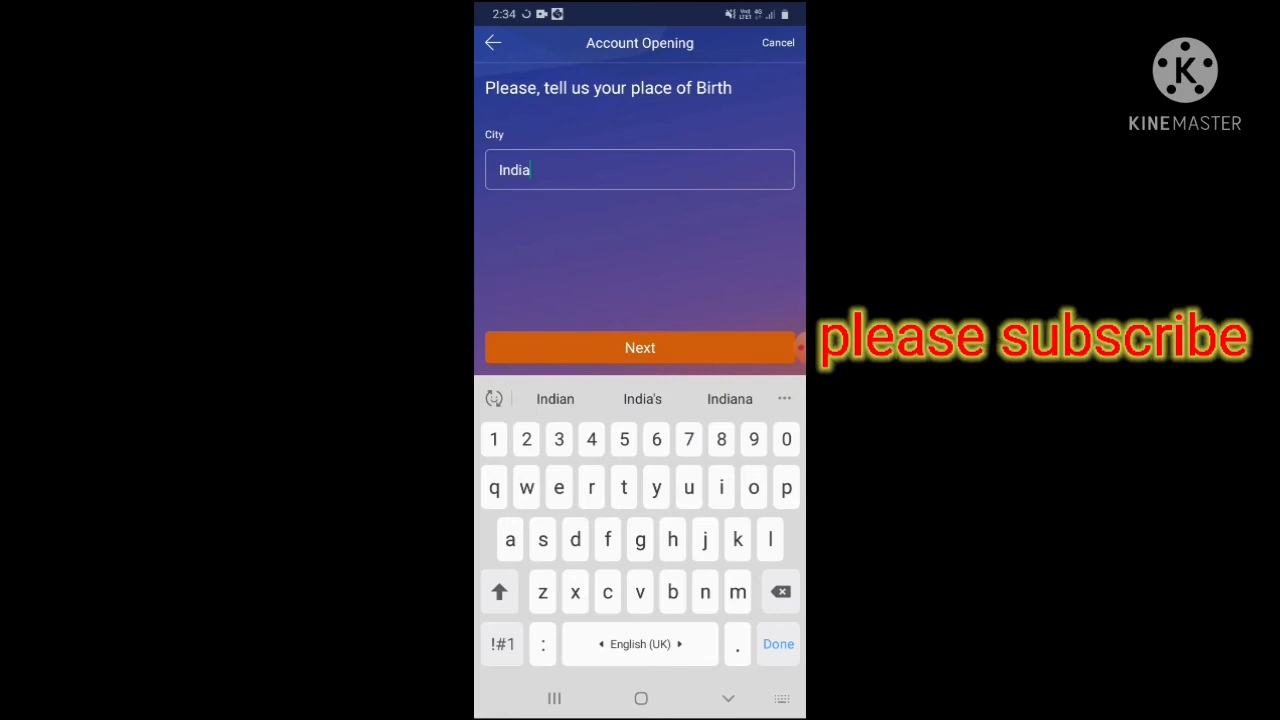 2:34
Account Opening
Cancel
Please, tell us your place of Birth
City
India
Next
Indian India's Indiana
1 2 3 4 5 6 7 8 9 0
q w e r t y u i o p
a s d f g h j k l
z x c v b n m
!#1 : English (UK) . Done
K
KINEMASTER
please subscribe